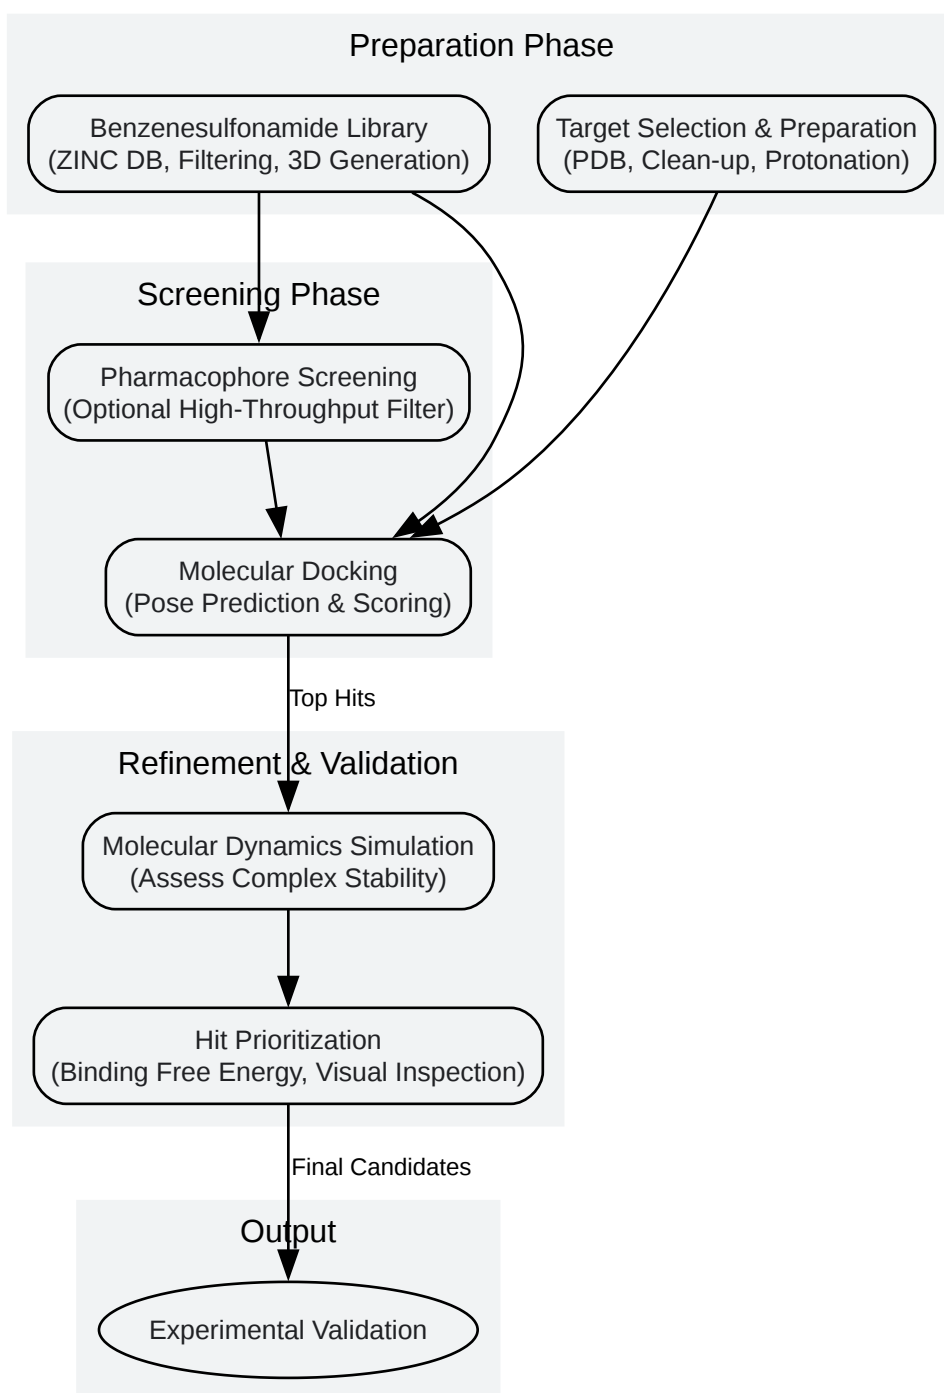 Preparation Phase
Benzenesulfonamide Library
(ZINC DB, Filtering, 3D Generation)
Target Selection & Preparation
(PDB, Clean-up, Protonation)
Screening Phase
Pharmacophore Screening
(Optional High-Throughput Filter)
Molecular Docking
(Pose Prediction & Scoring)
Top Hits
Refinement & Validation
Molecular Dynamics Simulation
(Assess Complex Stability)
Hit Prioritization
(Binding Free Energy, Visual Inspection)
Final Candidates
Output
Experimental Validation